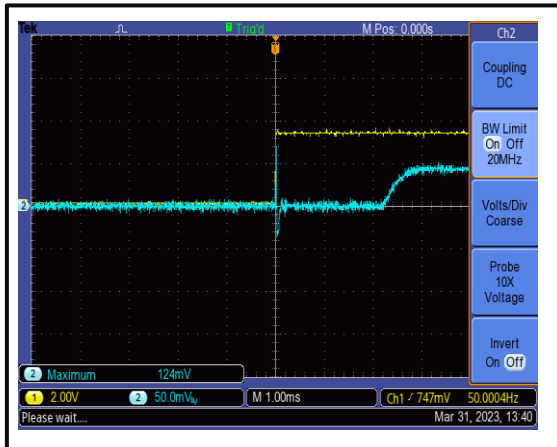 Tek Trig'd M Pos: 0.000s
Ch2
Coupling
DC
BW Limit
On Off
20MHz
Volts/Div
Coarse
Probe
10X
Voltage
Invert
On Off
2
2 Maximum 124mV
1 2.00V 2 50.0mVBW M 1.00ms Ch1 / 747mV 50.0004Hz
Please wait.... Mar 31, 2023, 13:40